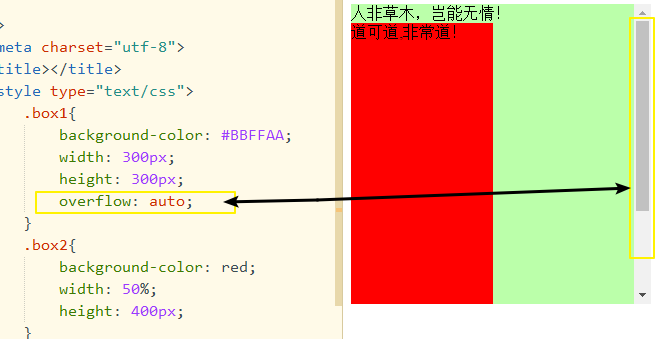 >
meta charset="utf-8">
title></title>
style type="text/css">
.box1{
background-color: #BBFFAA;
width: 300px;
height: 300px;
overflow: auto;
}
.box2{
background-color: red;
width: 50%;
height: 400px;
}
人非草木，岂能无情！
道可道,非常道！